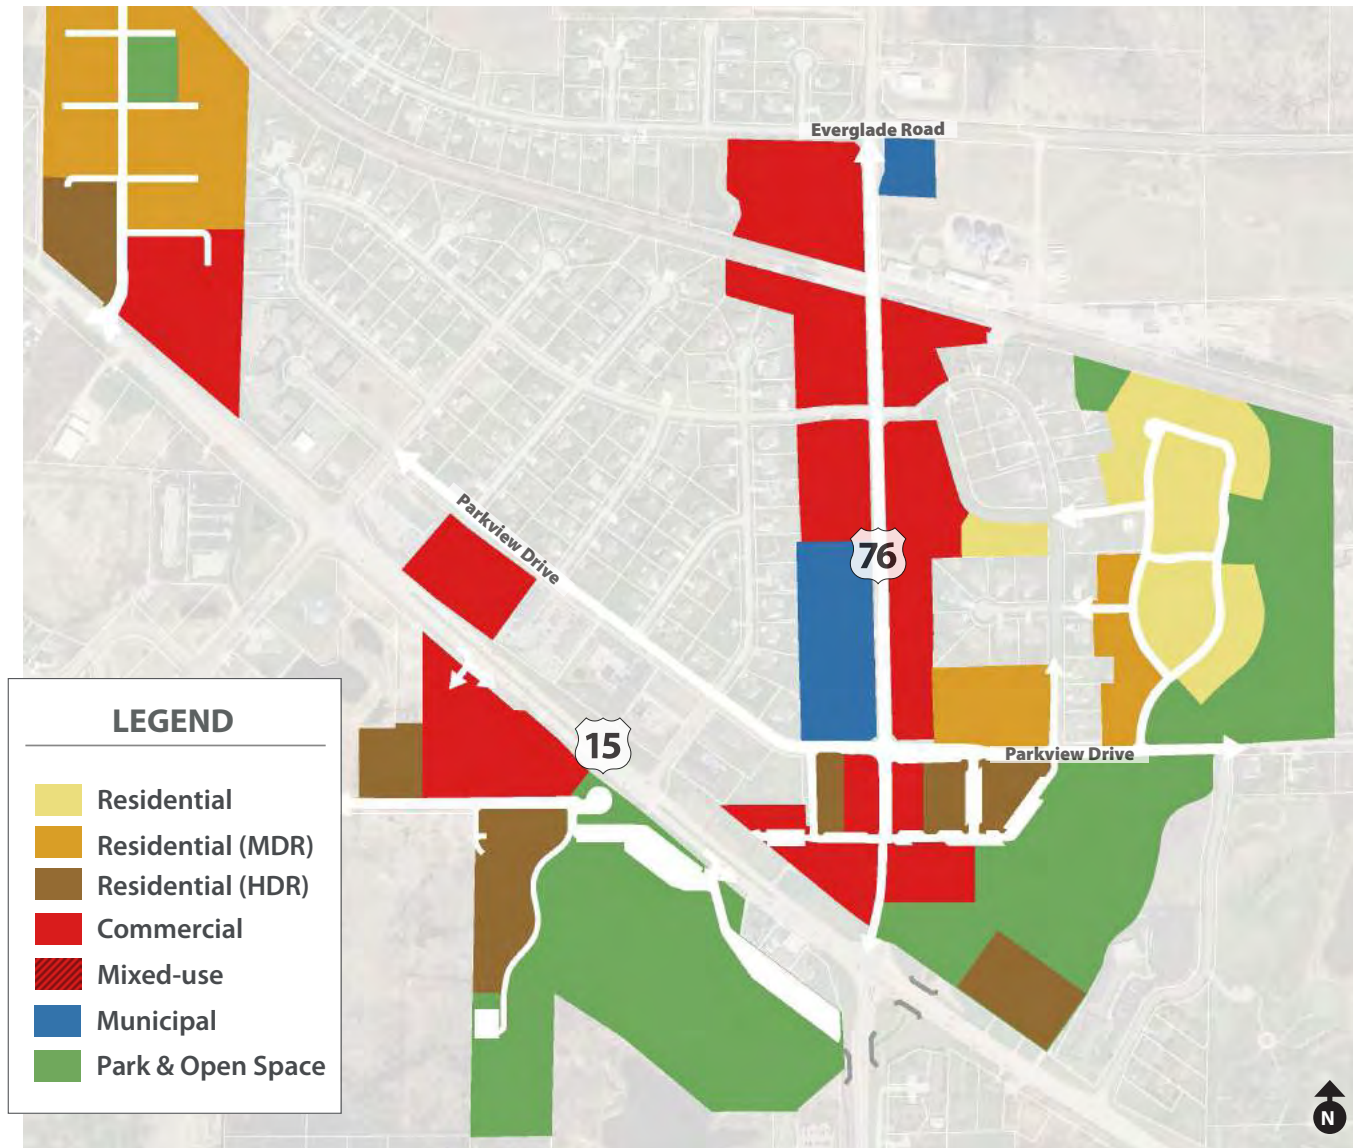 Everglade Road
Parkview Drive
76
15
Parkview Drive
LEGEND
Residential
Residential (MDR)
Residential (HDR)
Commercial
Mixed-use
Municipal
Park & Open Space
N